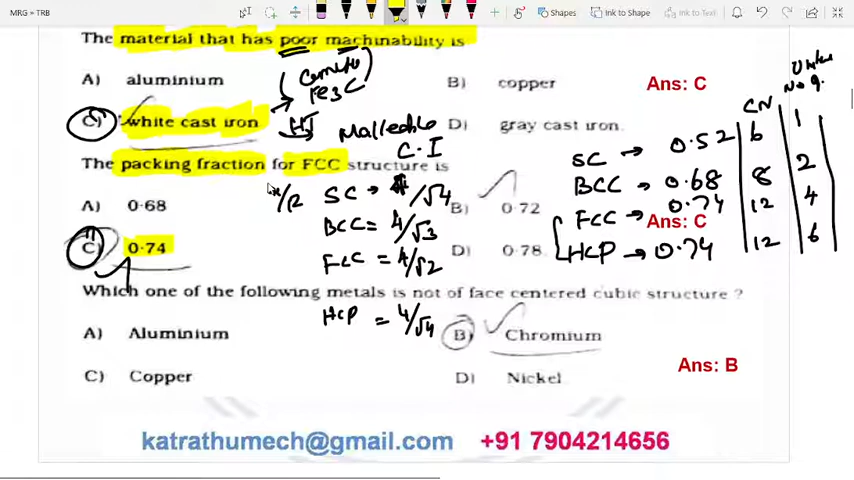 MRG = TRB
Shapes
Ink to Shape
Ink to Math
The material that has poor machinability is
A) aluminium
B) copper
Ans: C
Cementite
Fe3C
C) white cast iron
HT
Malleable
C.I
D) gray cast iron.
The packing fraction for FCC structure is
A) 0·68
B) 0·72
C) 0·74
D) 0·78.
Ans: C
SC → /√4
BCC = 4/√3
FCC = 4/√2
HCP = 4/√4
CN
SC → 0.52 6 1
BCC → 0.68 8 2
FCC → 0.74 12 4
HCP → 0.74 12 6
Which one of the following metals is not of face centered cubic structure ?
A) Aluminium
B) Chromium
C) Copper
D) Nickel.
Ans: B
katrathumech@gmail.com +91 7904214656